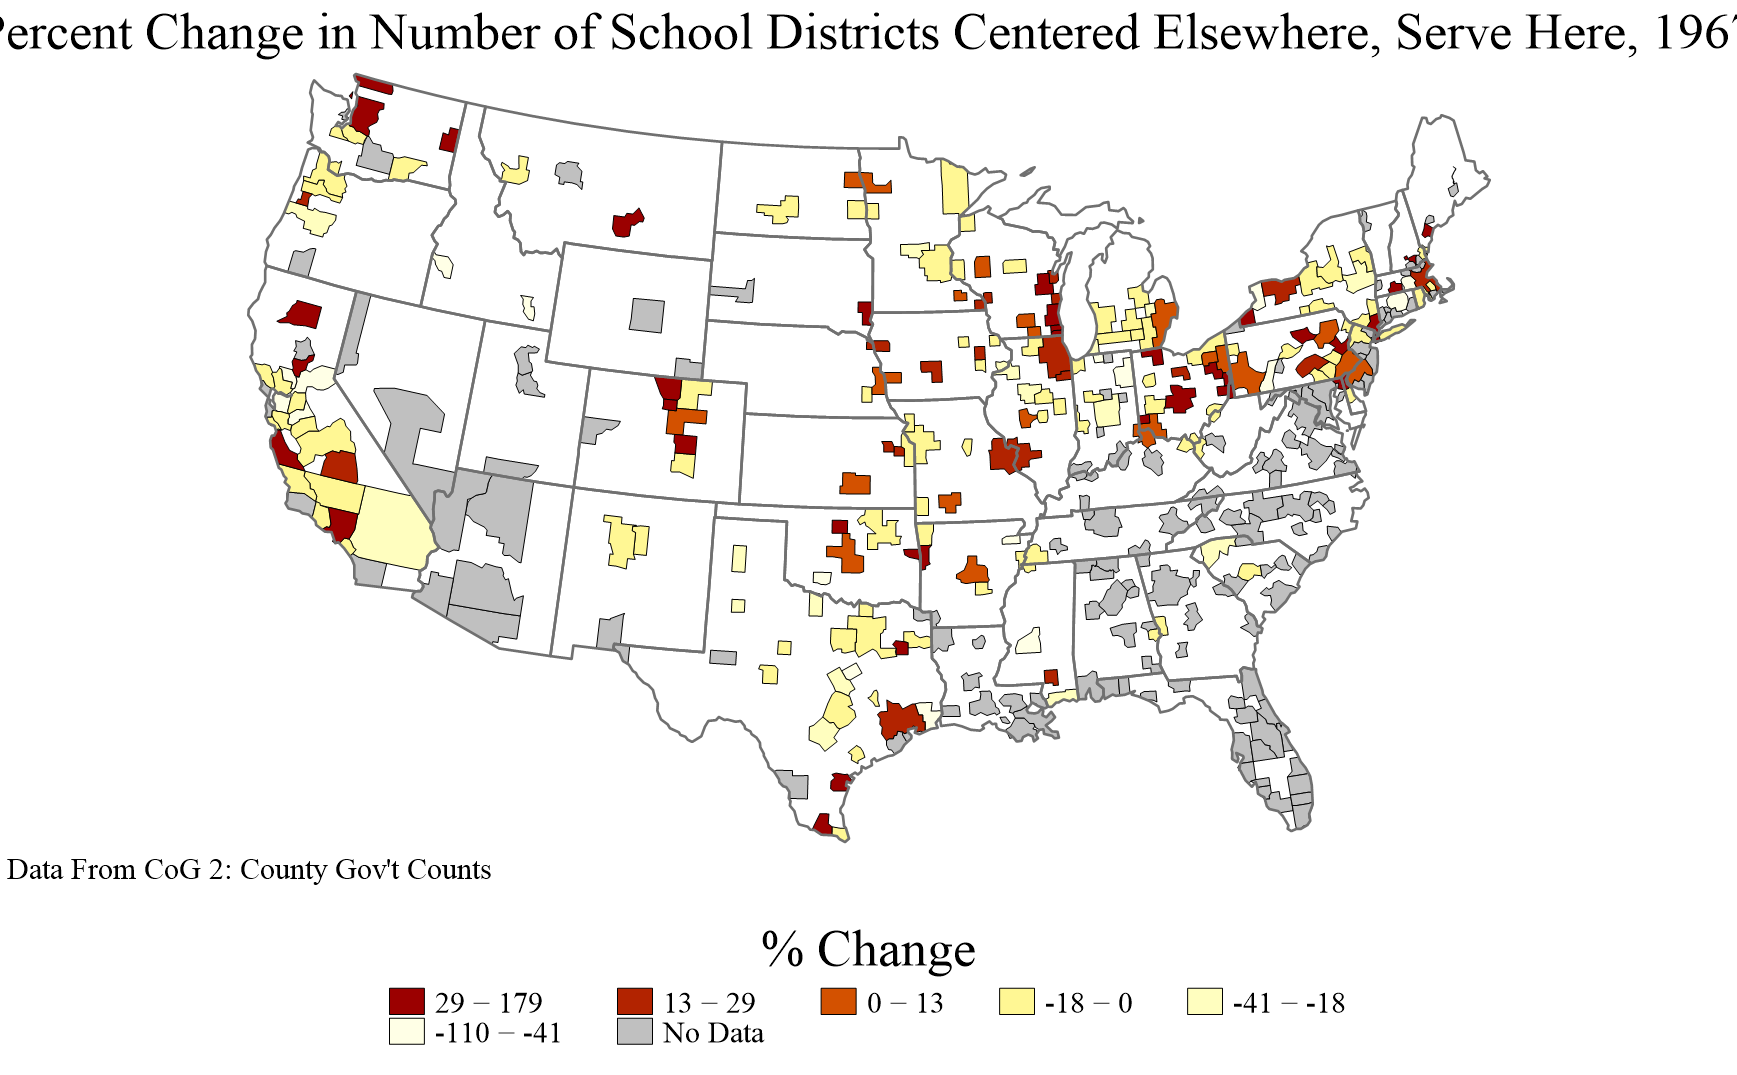 Percent Change in Number of School Districts Centered Elsewhere, Serve Here, 196
Data From CoG 2: County Gov't Counts
% Change
29 – 179 13 – 29 0 – 13 -18 – 0 -41 – -18
-110 – -41 No Data